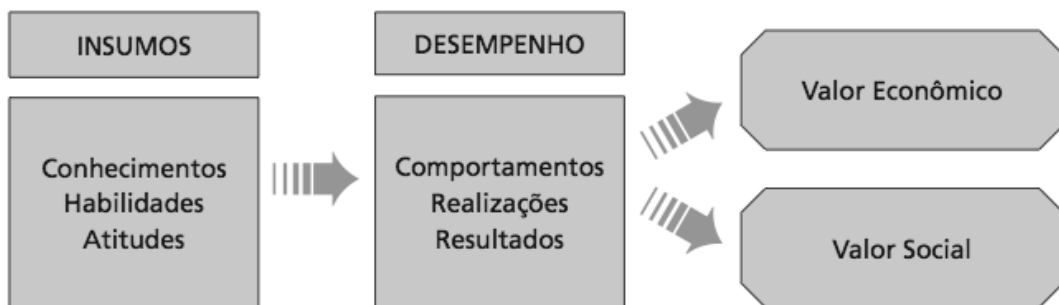 INSUMOS
Conhecimentos
Habilidades
Atitudes
DESEMPENHO
Comportamentos
Realizações
Resultados
Valor Econômico
Valor Social